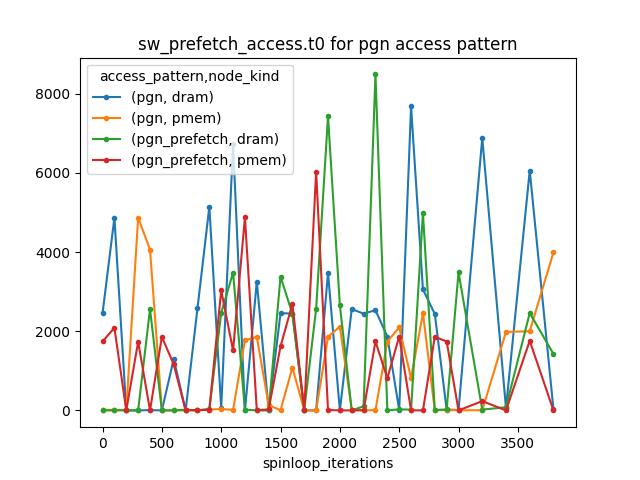 sw_prefetch_access.t0 for pgn access pattern
access_pattern,node_kind
(pgn, dram)
(pgn, pmem)
(pgn_prefetch, dram)
(pgn_prefetch, pmem)
8000
6000
4000
2000
0
0 500 1000 1500 2000 2500 3000 3500
spinloop_iterations